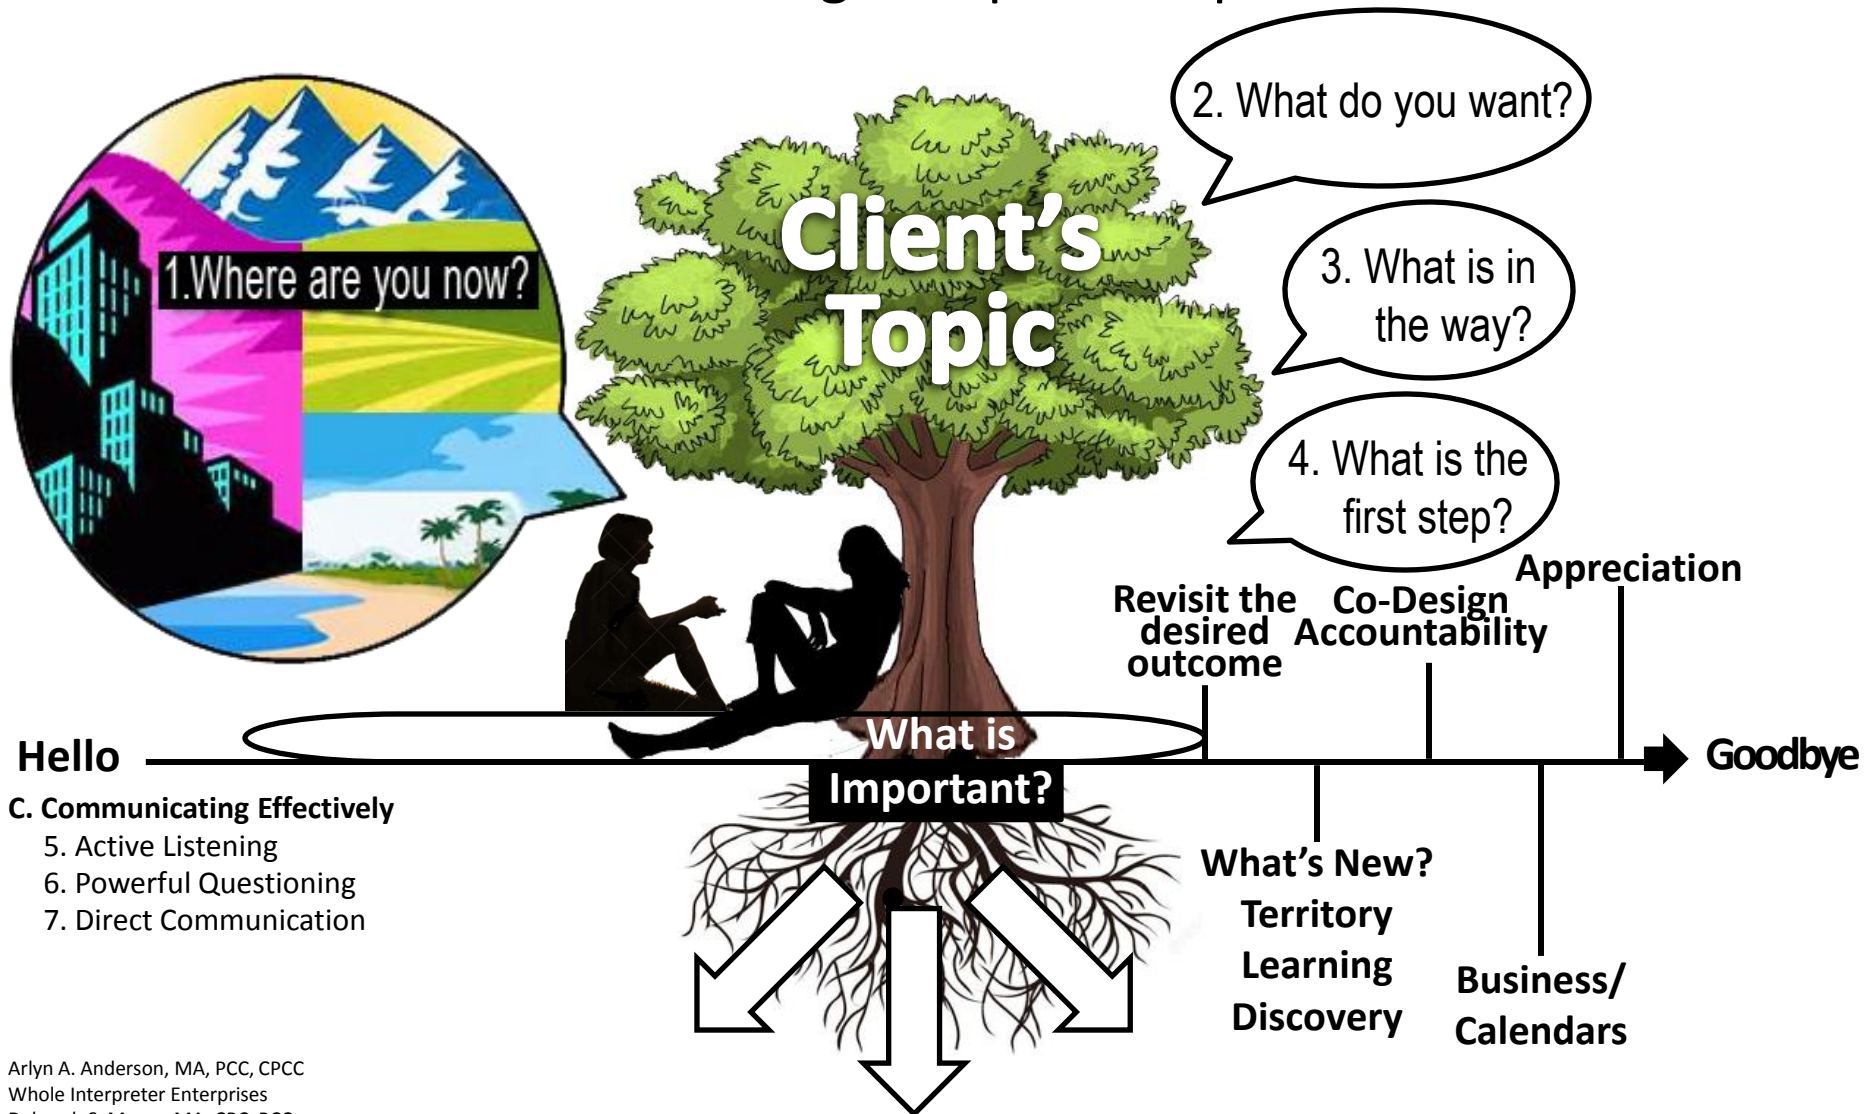 2. What do you want?
1.Where are you now?
Client's
Topic
3. What is in
the way?
4. What is the
first step?
Appreciation
Revisit the
desired
outcome
Co-Design
Accountability
What is
Important?
Hello
Goodbye
C. Communicating Effectively
5. Active Listening
6. Powerful Questioning
7. Direct Communication
What's New?
Territory
Learning
Discovery
Business/
Calendars
Arlyn A. Anderson, MA, PCC, CPCC
Whole Interpreter Enterprises